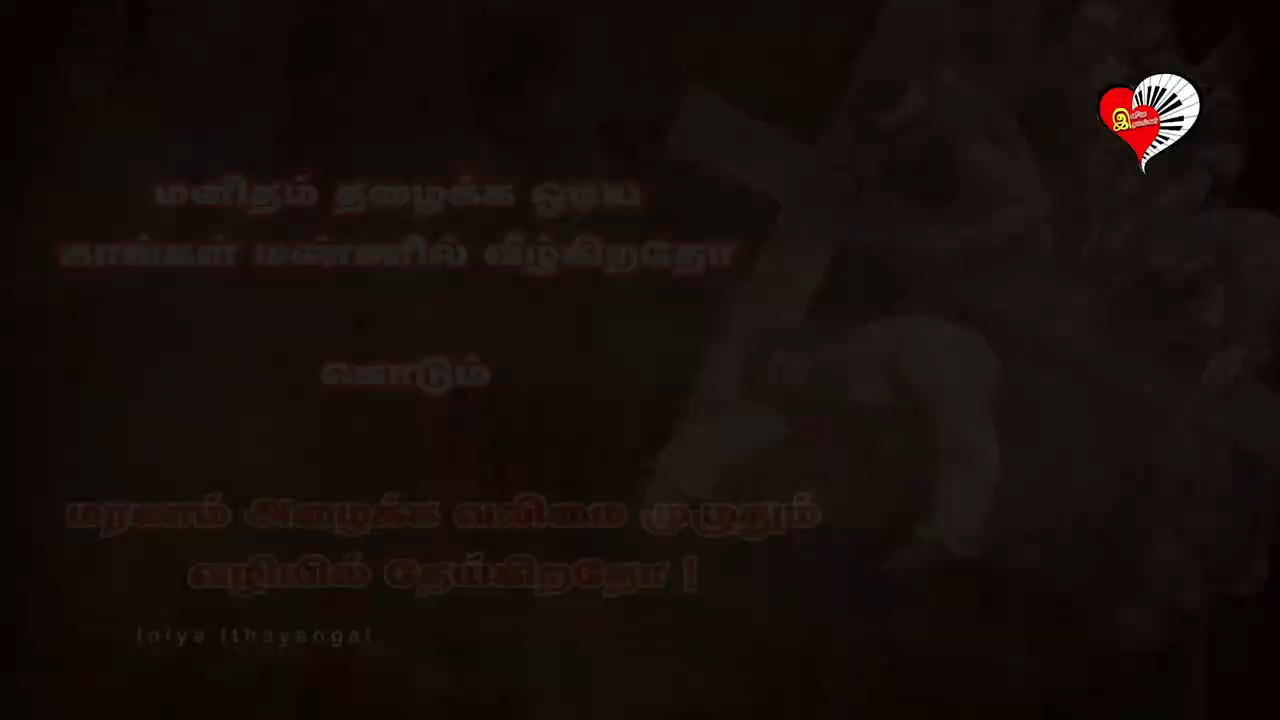 மனிதம் தழைக்க ஓடிய
கால்கள் மண்ணில் வீழ்கிறதோ
கொடும்
மரணம் அழைக்க வலிமை முழுதும்
வழியில் தேய்கிறதோ !
Iniya Ithayangal